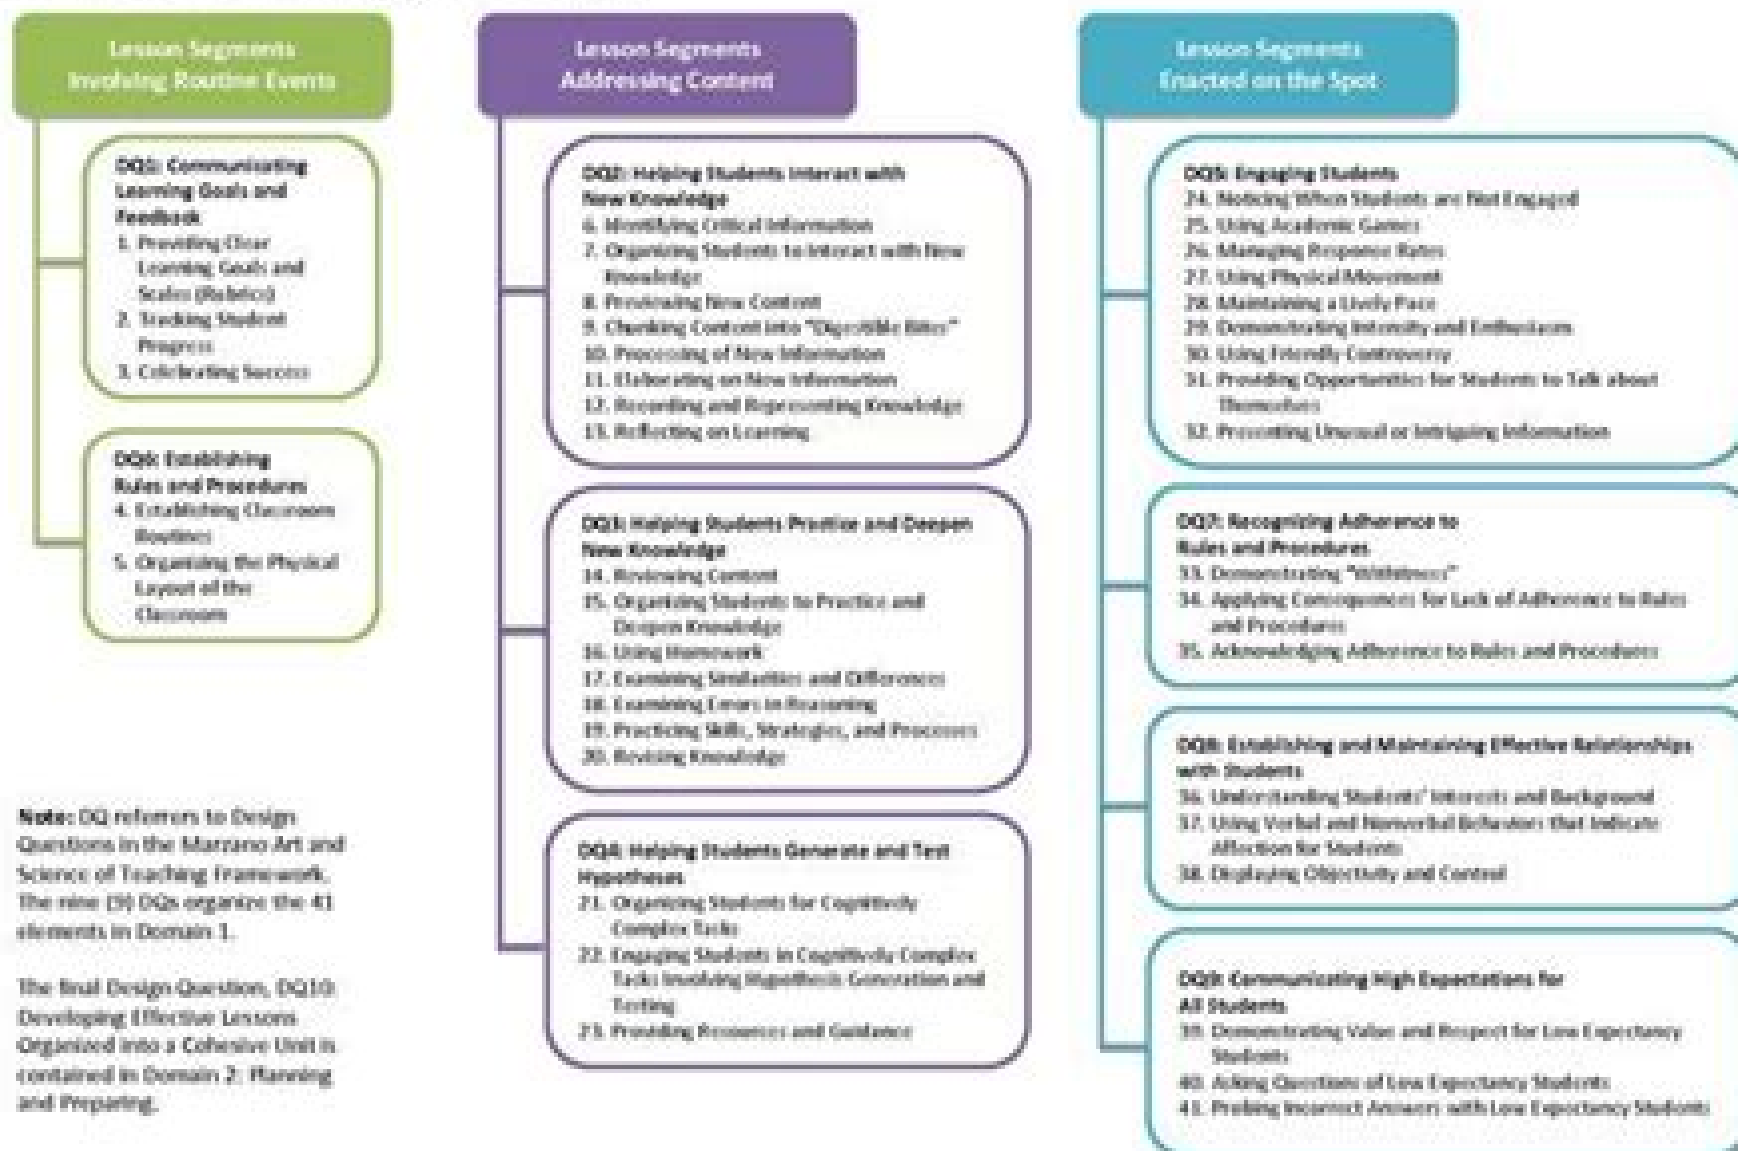 Lesson Segments
Involving Routine Events
DQ1: Communicating
Learning Goals and
Feedback
1. Providing Clear
Learning Goals and
Scales (Rubrics)
2. Tracking Student
Progress
3. Celebrating Success
DQ6: Establishing
Rules and Procedures
4. Establishing Classroom
Routines
5. Organizing the Physical
Layout of the
Classroom
Note: DQ referrers to Design
Questions in the Marzano Art and
Science of Teaching Framework.
The nine (9) DQs organize the 41
elements in Domain 1.
The final Design Question, DQ10:
Developing Effective Lessons
Organized into a Cohesive Unit is
contained in Domain 2: Planning
and Preparing.
Lesson Segments
Addressing Content
DQ2: Helping Students Interact with
New Knowledge
6. Identifying Critical Information
7. Organizing Students to Interact with New
Knowledge
8. Previewing New Content
9. Chunking Content into "Digestible Bites"
10. Processing of New Information
11. Elaborating on New Information
12. Recording and Representing Knowledge
13. Reflecting on Learning
DQ3: Helping Students Practice and Deepen
New Knowledge
14. Reviewing Content
15. Organizing Students to Practice and
Deepen Knowledge
16. Using Homework
17. Examining Similarities and Differences
18. Examining Errors in Reasoning
19. Practicing Skills, Strategies, and Processes
20. Revising Knowledge
DQ4: Helping Students Generate and Test
Hypotheses
21. Organizing Students for Cognitively
Complex Tasks
22. Engaging Students in Cognitively Complex
Tasks Involving Hypothesis Generation and
Testing
23. Providing Resources and Guidance
Lesson Segments
Enacted on the Spot
DQ5: Engaging Students
24. Noticing When Students are Not Engaged
25. Using Academic Games
26. Managing Response Rates
27. Using Physical Movement
28. Maintaining a Lively Pace
29. Demonstrating Intensity and Enthusiasm
30. Using Friendly Controversy
31. Providing Opportunities for Students to Talk about
Themselves
32. Presenting Unusual or Intriguing Information
DQ7: Recognizing Adherence to
Rules and Procedures
33. Demonstrating "Withitness"
34. Applying Consequences for Lack of Adherence to Rules
and Procedures
35. Acknowledging Adherence to Rules and Procedures
DQ8: Establishing and Maintaining Effective Relationships
with Students
36. Understanding Students' Interests and Background
37. Using Verbal and Nonverbal Behaviors that Indicate
Affection for Students
38. Displaying Objectivity and Control
DQ9: Communicating High Expectations for
All Students
39. Demonstrating Value and Respect for Low Expectancy
Students
40. Asking Questions of Low Expectancy Students
41. Probing Incorrect Answers with Low Expectancy Students